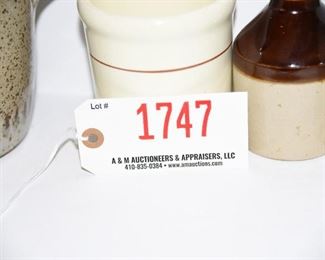 Lot #
1747
A & M AUCTIONEERS & APPRAISERS, LLC
410-835-0384 • www.amauctions.com